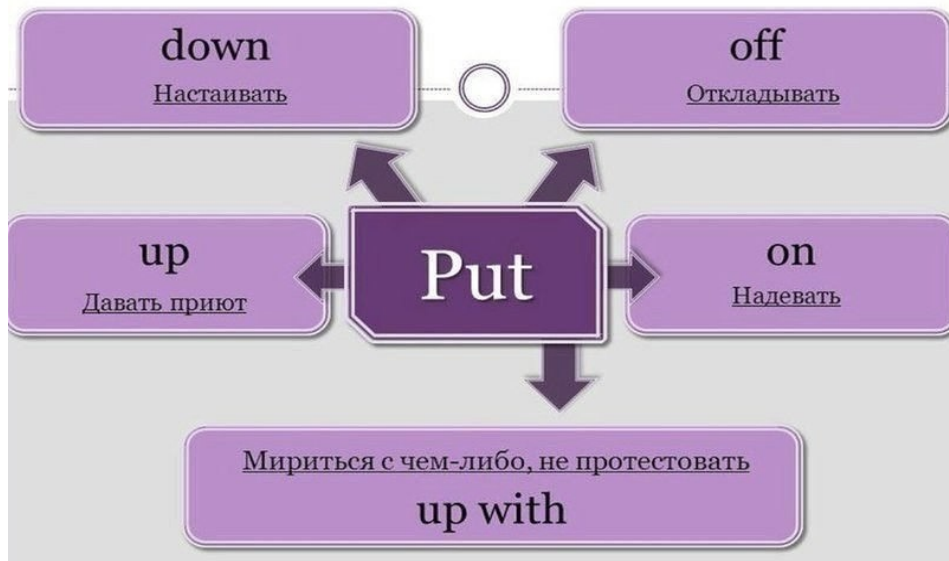 down
Настаивать
off
Откладывать
up
Давать приют
Put
on
Надевать
Мириться с чем-либо, не протестовать
up with